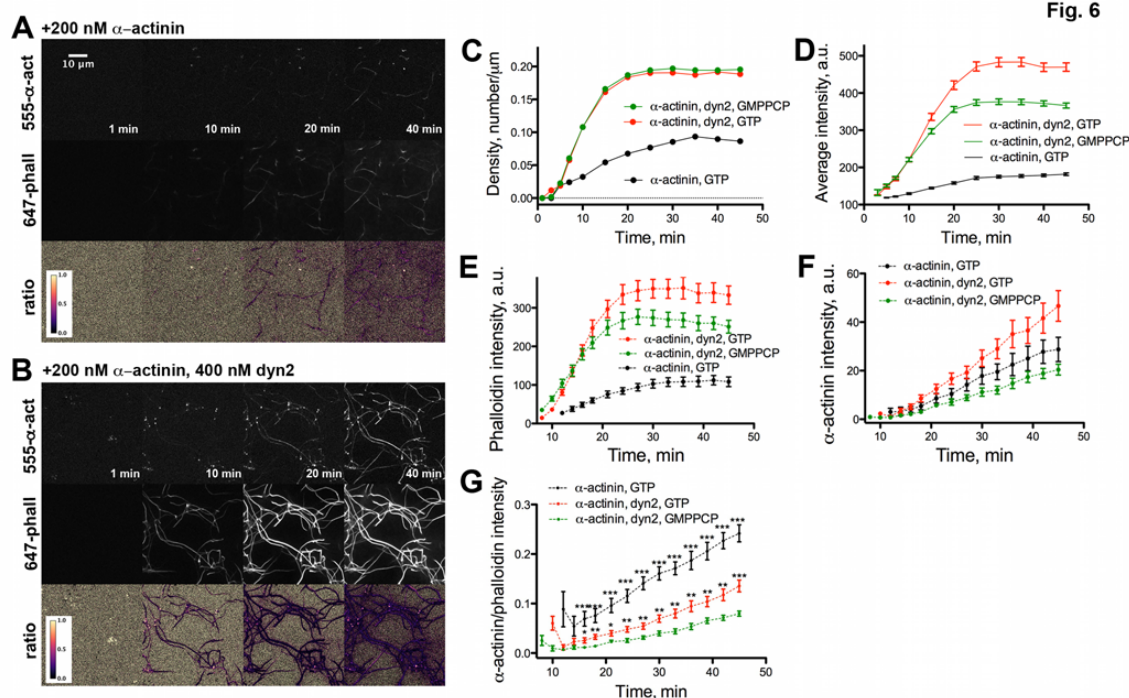 Fig. 6
A +200 nM α–actinin
10 µm
555-α-act
1 min 10 min 20 min 40 min
647-phall
ratio
1.0
0.5
0.0
B +200 nM α–actinin, 400 nM dyn2
555-α-act
1 min 10 min 20 min 40 min
647-phall
ratio
1.0
0.5
0.0
C
Density, number/µm
0.20
0.15
0.10
0.05
0.00
α-actinin, dyn2, GMPPCP
α-actinin, dyn2, GTP
α-actinin, GTP
0 10 20 30 40 50
Time, min
D
Average intensity, a.u.
500
400
300
200
100
α-actinin, dyn2, GTP
α-actinin, dyn2, GMPPCP
α-actinin, GTP
0 10 20 30 40 50
Time, min
E
Phalloidin intensity, a.u.
300
200
100
0
α-actinin, dyn2, GTP
α-actinin, dyn2, GMPPCP
α-actinin, GTP
10 20 30 40 50
Time, min
F
α-actinin intensity, a.u.
60
40
20
0
α-actinin, GTP
α-actinin, dyn2, GTP
α-actinin, dyn2, GMPPCP
10 20 30 40 50
Time, min
G
α-actinin/phalloidin intensity
α-actinin, GTP
α-actinin, dyn2, GTP
α-actinin, dyn2, GMPPCP
0.3
0.2
0.1
0.0
*** *** *** *** *** *** *** *** *** *** ***
* ** * ** ** ** ** ** ** ** ***
10 20 30 40 50
Time, min